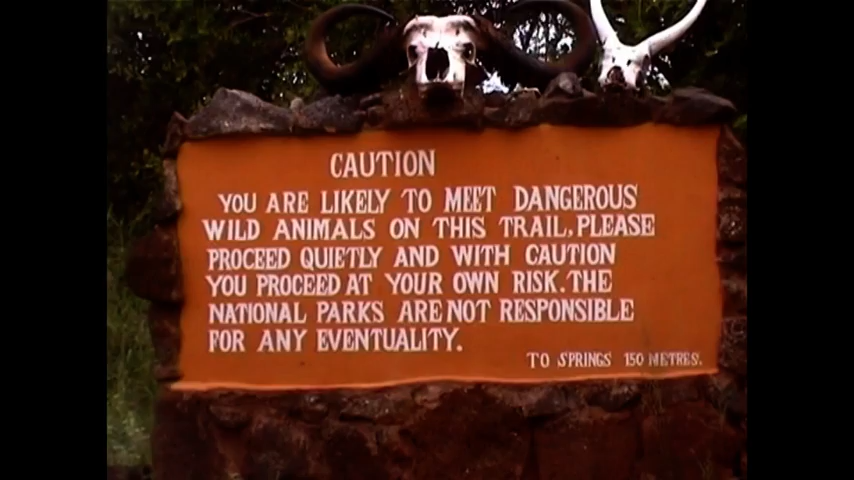 CAUTION
YOU ARE LIKELY TO MEET DANGEROUS
WILD ANIMALS ON THIS TRAIL, PLEASE
PROCEED QUIETLY AND WITH CAUTION
YOU PROCEED AT YOUR OWN RISK. THE
NATIONAL PARKS ARE NOT RESPONSIBLE
FOR ANY EVENTUALITY.
TO SPRINGS 150 METRES.